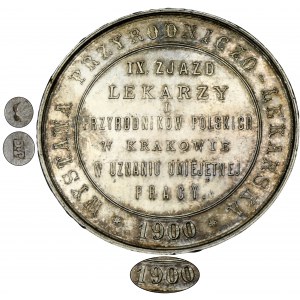 WYSTAWA PRZYRODNICZO-LEKARSKA
IX. ZJAZD
LEKARZY
I
PRZYRODNIKÓW POLSKICH
W KRAKOWIE
W UZNANIU UMIEJĘTNEJ
PRACY.
1900
1900